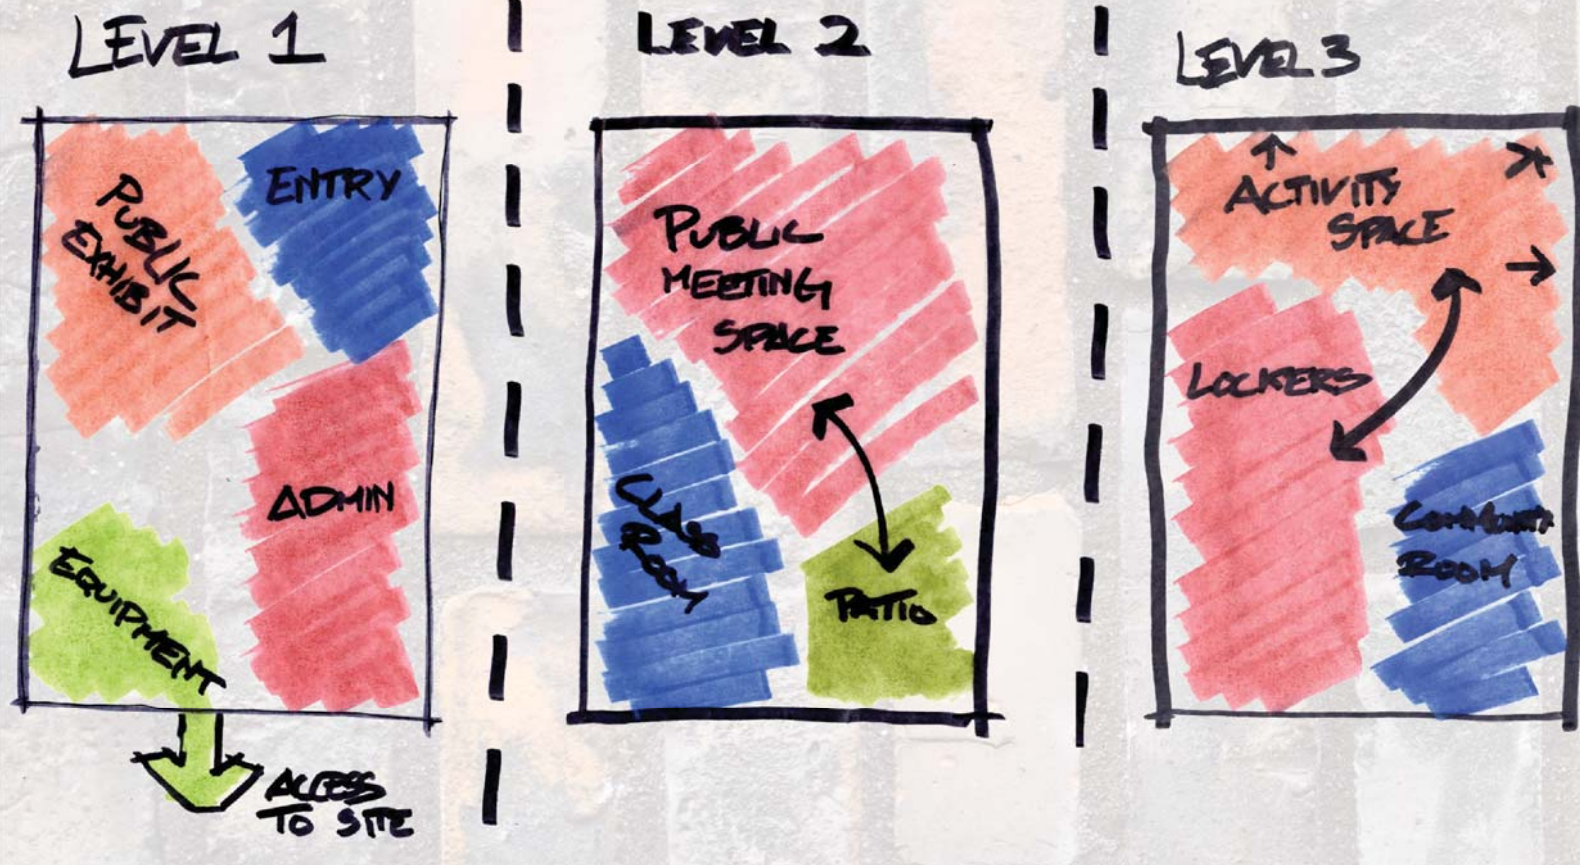 LEVEL 1
PUBLIC
EXHIBIT
ENTRY
ADMIN
EQUIPMENT
ACCESS
TO SITE
LEVEL 2
PUBLIC
MEETING
SPACE
CLASS
ROOM
PATIO
LEVEL 3
ACTIVITY
SPACE
LOCKERS
COMMUNITY
ROOM